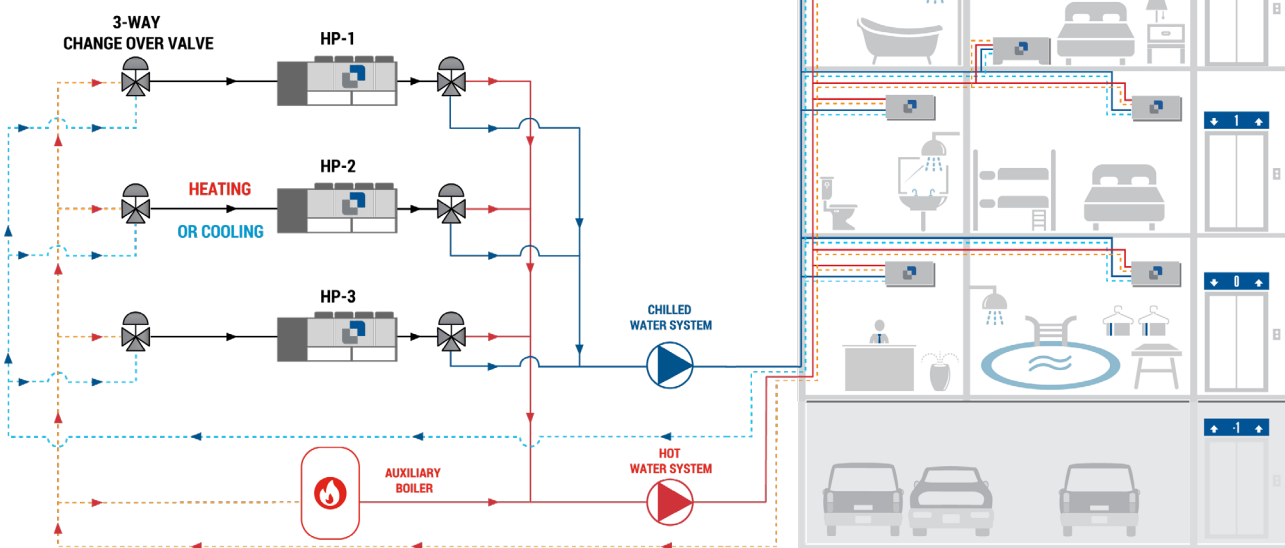 3-WAY
CHANGE OVER VALVE
HP-1
HP-2
HEATING
OR COOLING
HP-3
CHILLED
WATER SYSTEM
AUXILIARY
BOILER
HOT
WATER SYSTEM
1
0
-1